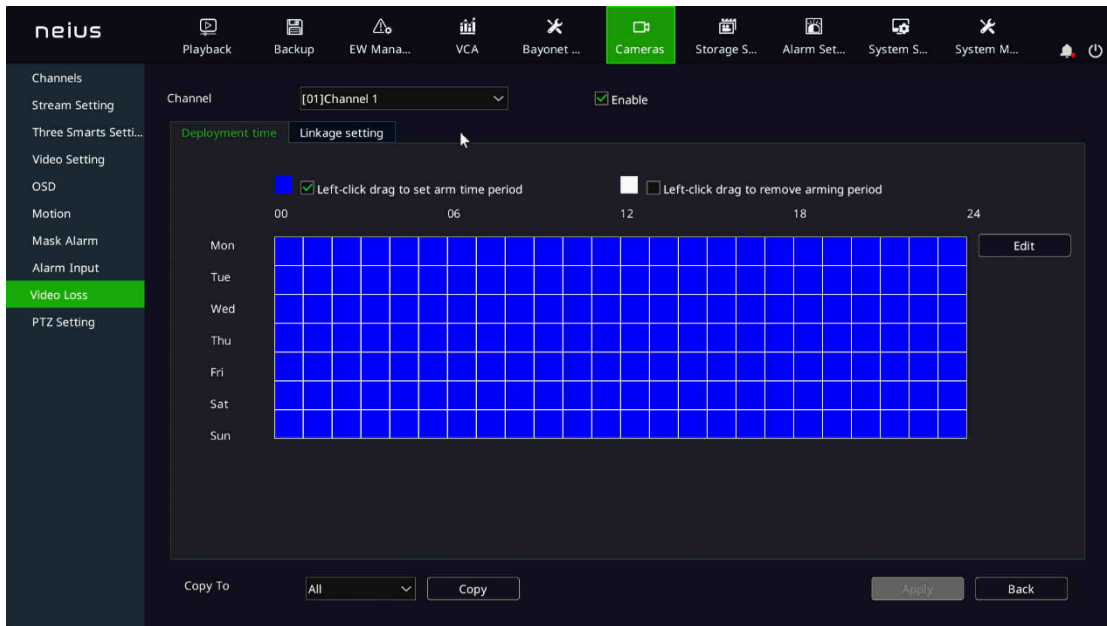 neius
Playback Backup EW Mana... VCA Bayonet ... Cameras Storage S... Alarm Set... System S... System M...
Channels
Stream Setting
Three Smarts Setti...
Video Setting
OSD
Motion
Mask Alarm
Alarm Input
Video Loss
PTZ Setting
Channel [01]Channel 1 Enable
Deployment time Linkage setting
Left-click drag to set arm time period Left-click drag to remove arming period
00 06 12 18 24
Mon Edit
Tue
Wed
Thu
Fri
Sat
Sun
Copy To All Copy Apply Back